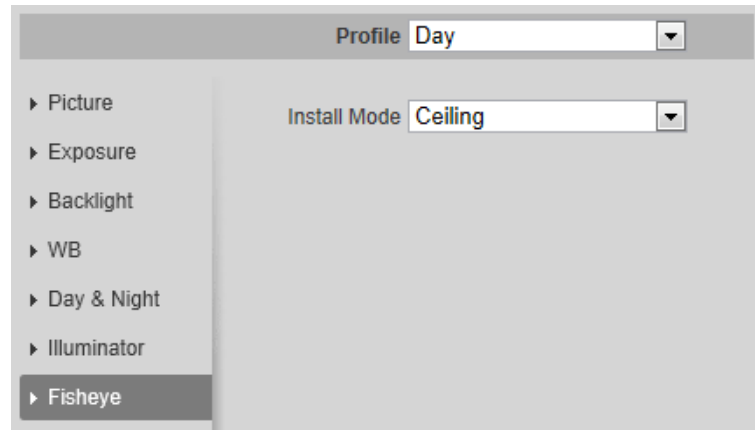 Profile Day
Picture
Install Mode Ceiling
Exposure
Backlight
WB
Day & Night
Illuminator
Fisheye